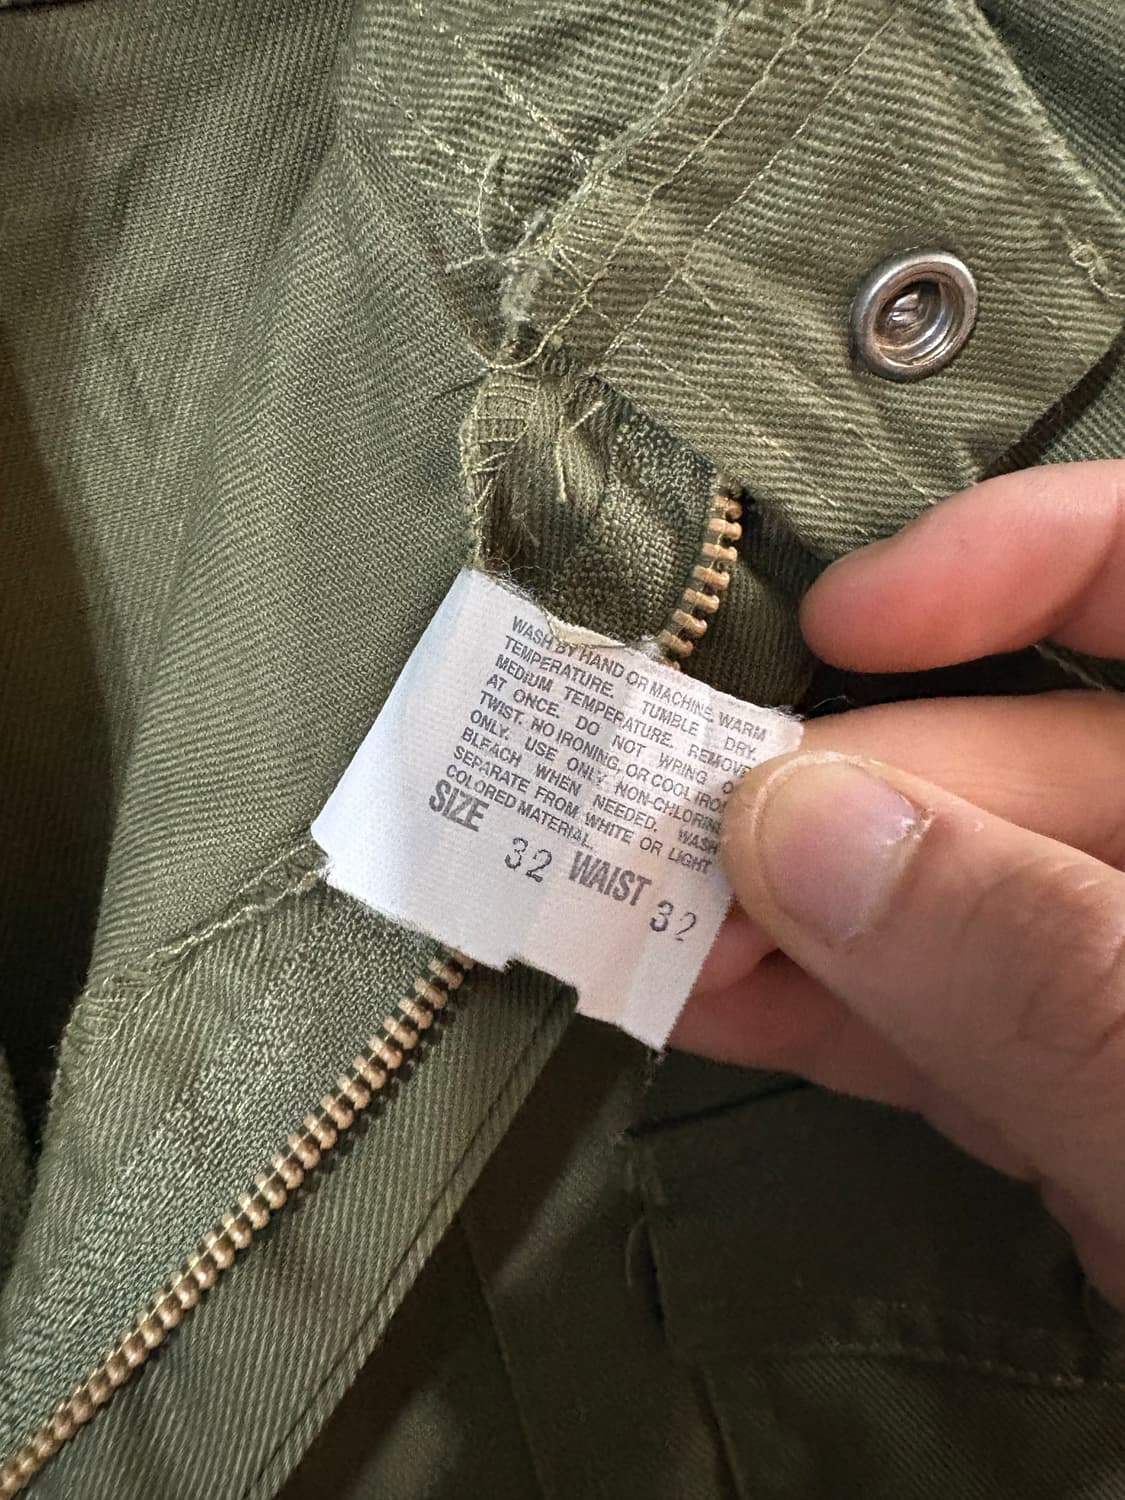 WASH BY HAND OR MACHINE, WARM
TEMPERATURE. TUMBLE DRY.
MEDIUM TEMPERATURE. REMOVE
AT ONCE. DO NOT WRING O
TWIST. NO IRONING, OR COOL IRO
ONLY. USE ONLY NON-CHLORINE
BLEACH WHEN NEEDED. WASH
SEPARATE FROM WHITE OR LIGHT
COLORED MATERIAL.
SIZE 32 WAIST 32